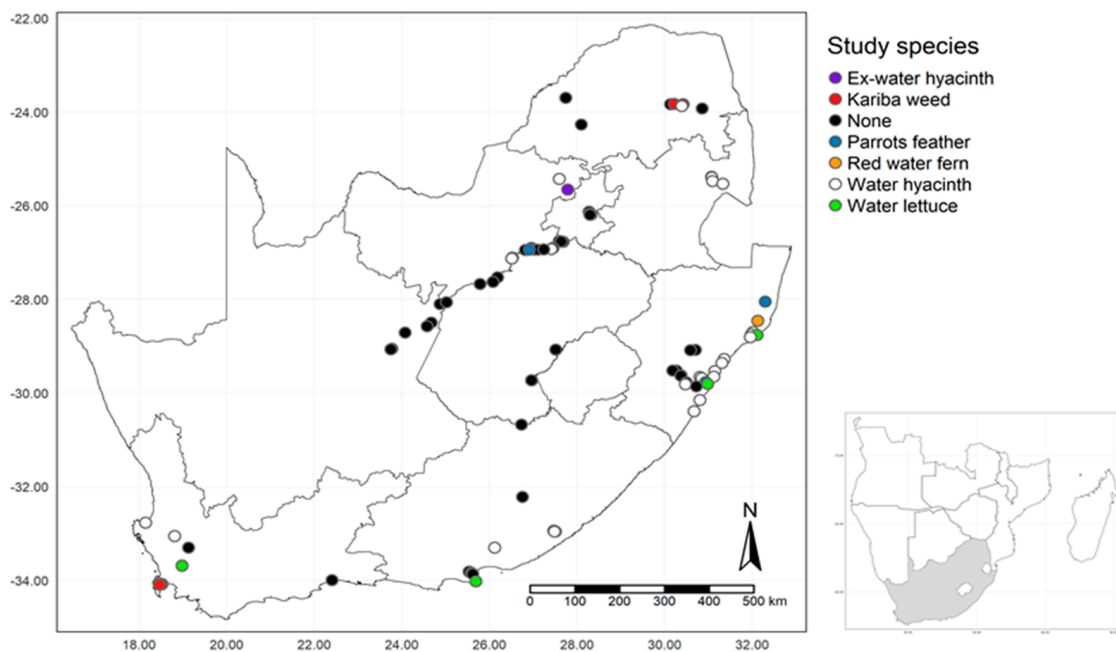 -22.00
-24.00
-26.00
-28.00
-30.00
-32.00
-34.00
18.00 20.00 22.00 24.00 26.00 28.00 30.00 32.00
N
0 100 200 300 400 500 km
Study species
Ex-water hyacinth
Kariba weed
None
Parrots feather
Red water fern
Water hyacinth
Water lettuce